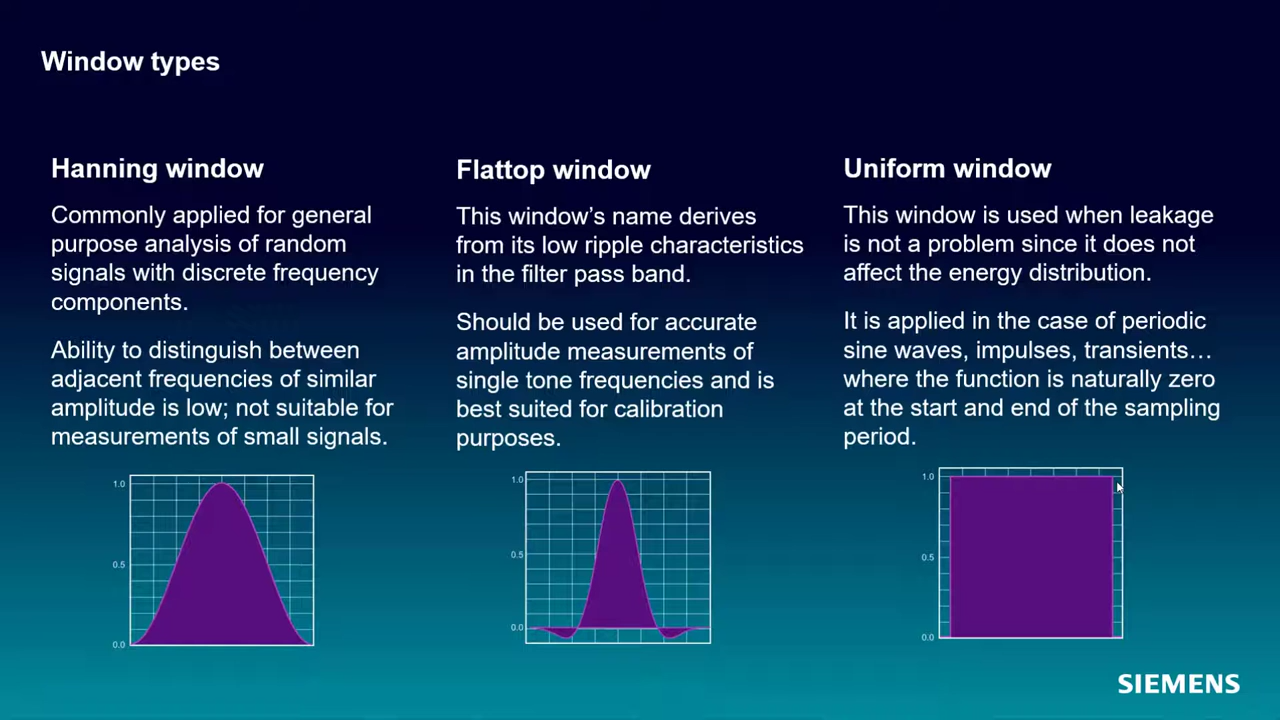 Window types
Hanning window
Commonly applied for general
purpose analysis of random
signals with discrete frequency
components.
Ability to distinguish between
adjacent frequencies of similar
amplitude is low; not suitable for
measurements of small signals.
1.0
0.5
0.0
Flattop window
This window’s name derives
from its low ripple characteristics
in the filter pass band.
Should be used for accurate
amplitude measurements of
single tone frequencies and is
best suited for calibration
purposes.
1.0
0.5
0.0
Uniform window
This window is used when leakage
is not a problem since it does not
affect the energy distribution.
It is applied in the case of periodic
sine waves, impulses, transients…
where the function is naturally zero
at the start and end of the sampling
period.
1.0
0.5
0.0
SIEMENS